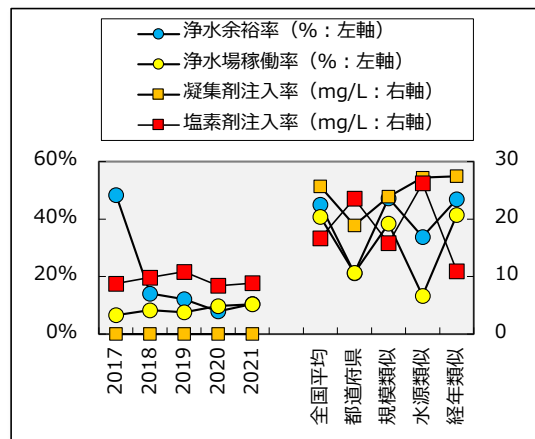 浄水余裕率（%：左軸）
浄水場稼働率（%：左軸）
凝集剤注入率（mg/L：右軸）
塩素剤注入率（mg/L：右軸）
60%
40%
20%
0%
30
20
10
0
2017
2018
2019
2020
2021
全国平均
都道府県
規模類似
水源類似
経年類似